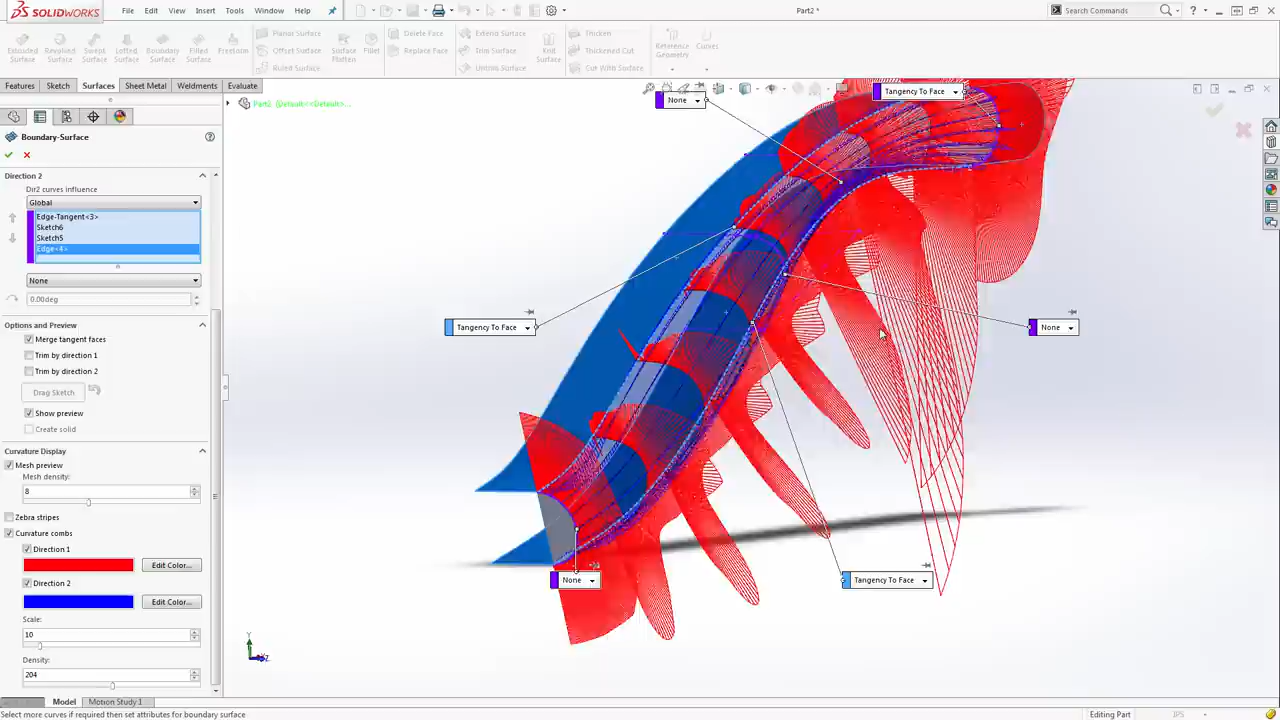 SOLIDWORKS File Edit View Insert Tools Window Help Part2 * Search Commands
Extruded Surface
Revolved Surface
Swept Surface
Lofted Surface
Boundary Surface
Filled Surface
Freeform
Planar Surface
Offset Surface
Ruled Surface
Surface Flatten
Fillet
Delete Face
Replace Face
Extend Surface
Trim Surface
Untrim Surface
Knit Surface
Thicken
Thickened Cut
Cut With Surface
Reference Geometry
Curves
Features Sketch Surfaces Sheet Metal Weldments Evaluate
Part2 (Default<<Default>...
Boundary-Surface
Direction 2
Dir2 curves influence
Global
Edge-Tangent<3>
Sketch6
Sketch5
Edge<4>
None
0.00deg
Options and Preview
Merge tangent faces
Trim by direction 1
Trim by direction 2
Drag Sketch
Show preview
Create solid
Curvature Display
Mesh preview
Mesh density:
8
Zebra stripes
Curvature combs
Direction 1
Edit Color...
Direction 2
Edit Color...
Scale:
10
Density:
204
None
Tangency To Face
Tangency To Face
None
None
Tangency To Face
Y
Model Motion Study 1
Select more curves if required then set attributes for boundary surface Editing Part IPS